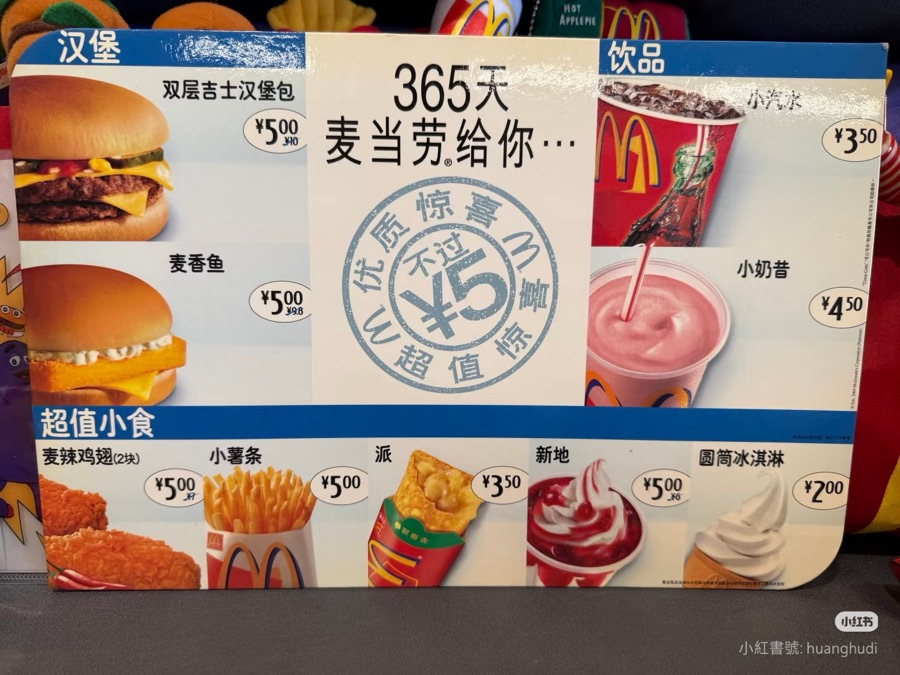 HOT
APPLEPIE
汉堡
双层吉士汉堡包
¥5.00
¥10
麦香鱼
¥5.00
¥9.8
365天
麦当劳®给你…
优质惊喜
超值惊喜
不过
¥5
饮品
小汽水
¥3.50
小奶昔
¥4.50
超值小食
麦辣鸡翅(2块)
¥5.00
小薯条
¥5.00
派
¥3.50
新地
¥5.00
圆筒冰淇淋
¥2.00
小红书
小紅書號: huanghudi